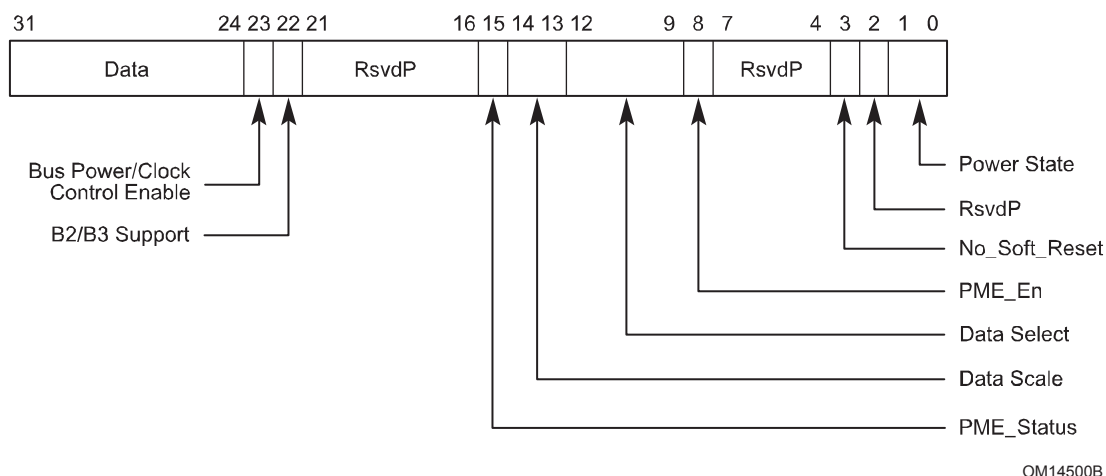 31 24 23 22 21 16 15 14 13 12 9 8 7 4 3 2 1 0
Data RsvdP RsvdP
Bus Power/Clock
Control Enable
B2/B3 Support
Power State
RsvdP
No_Soft_Reset
PME_En
Data Select
Data Scale
PME_Status
OM14500B